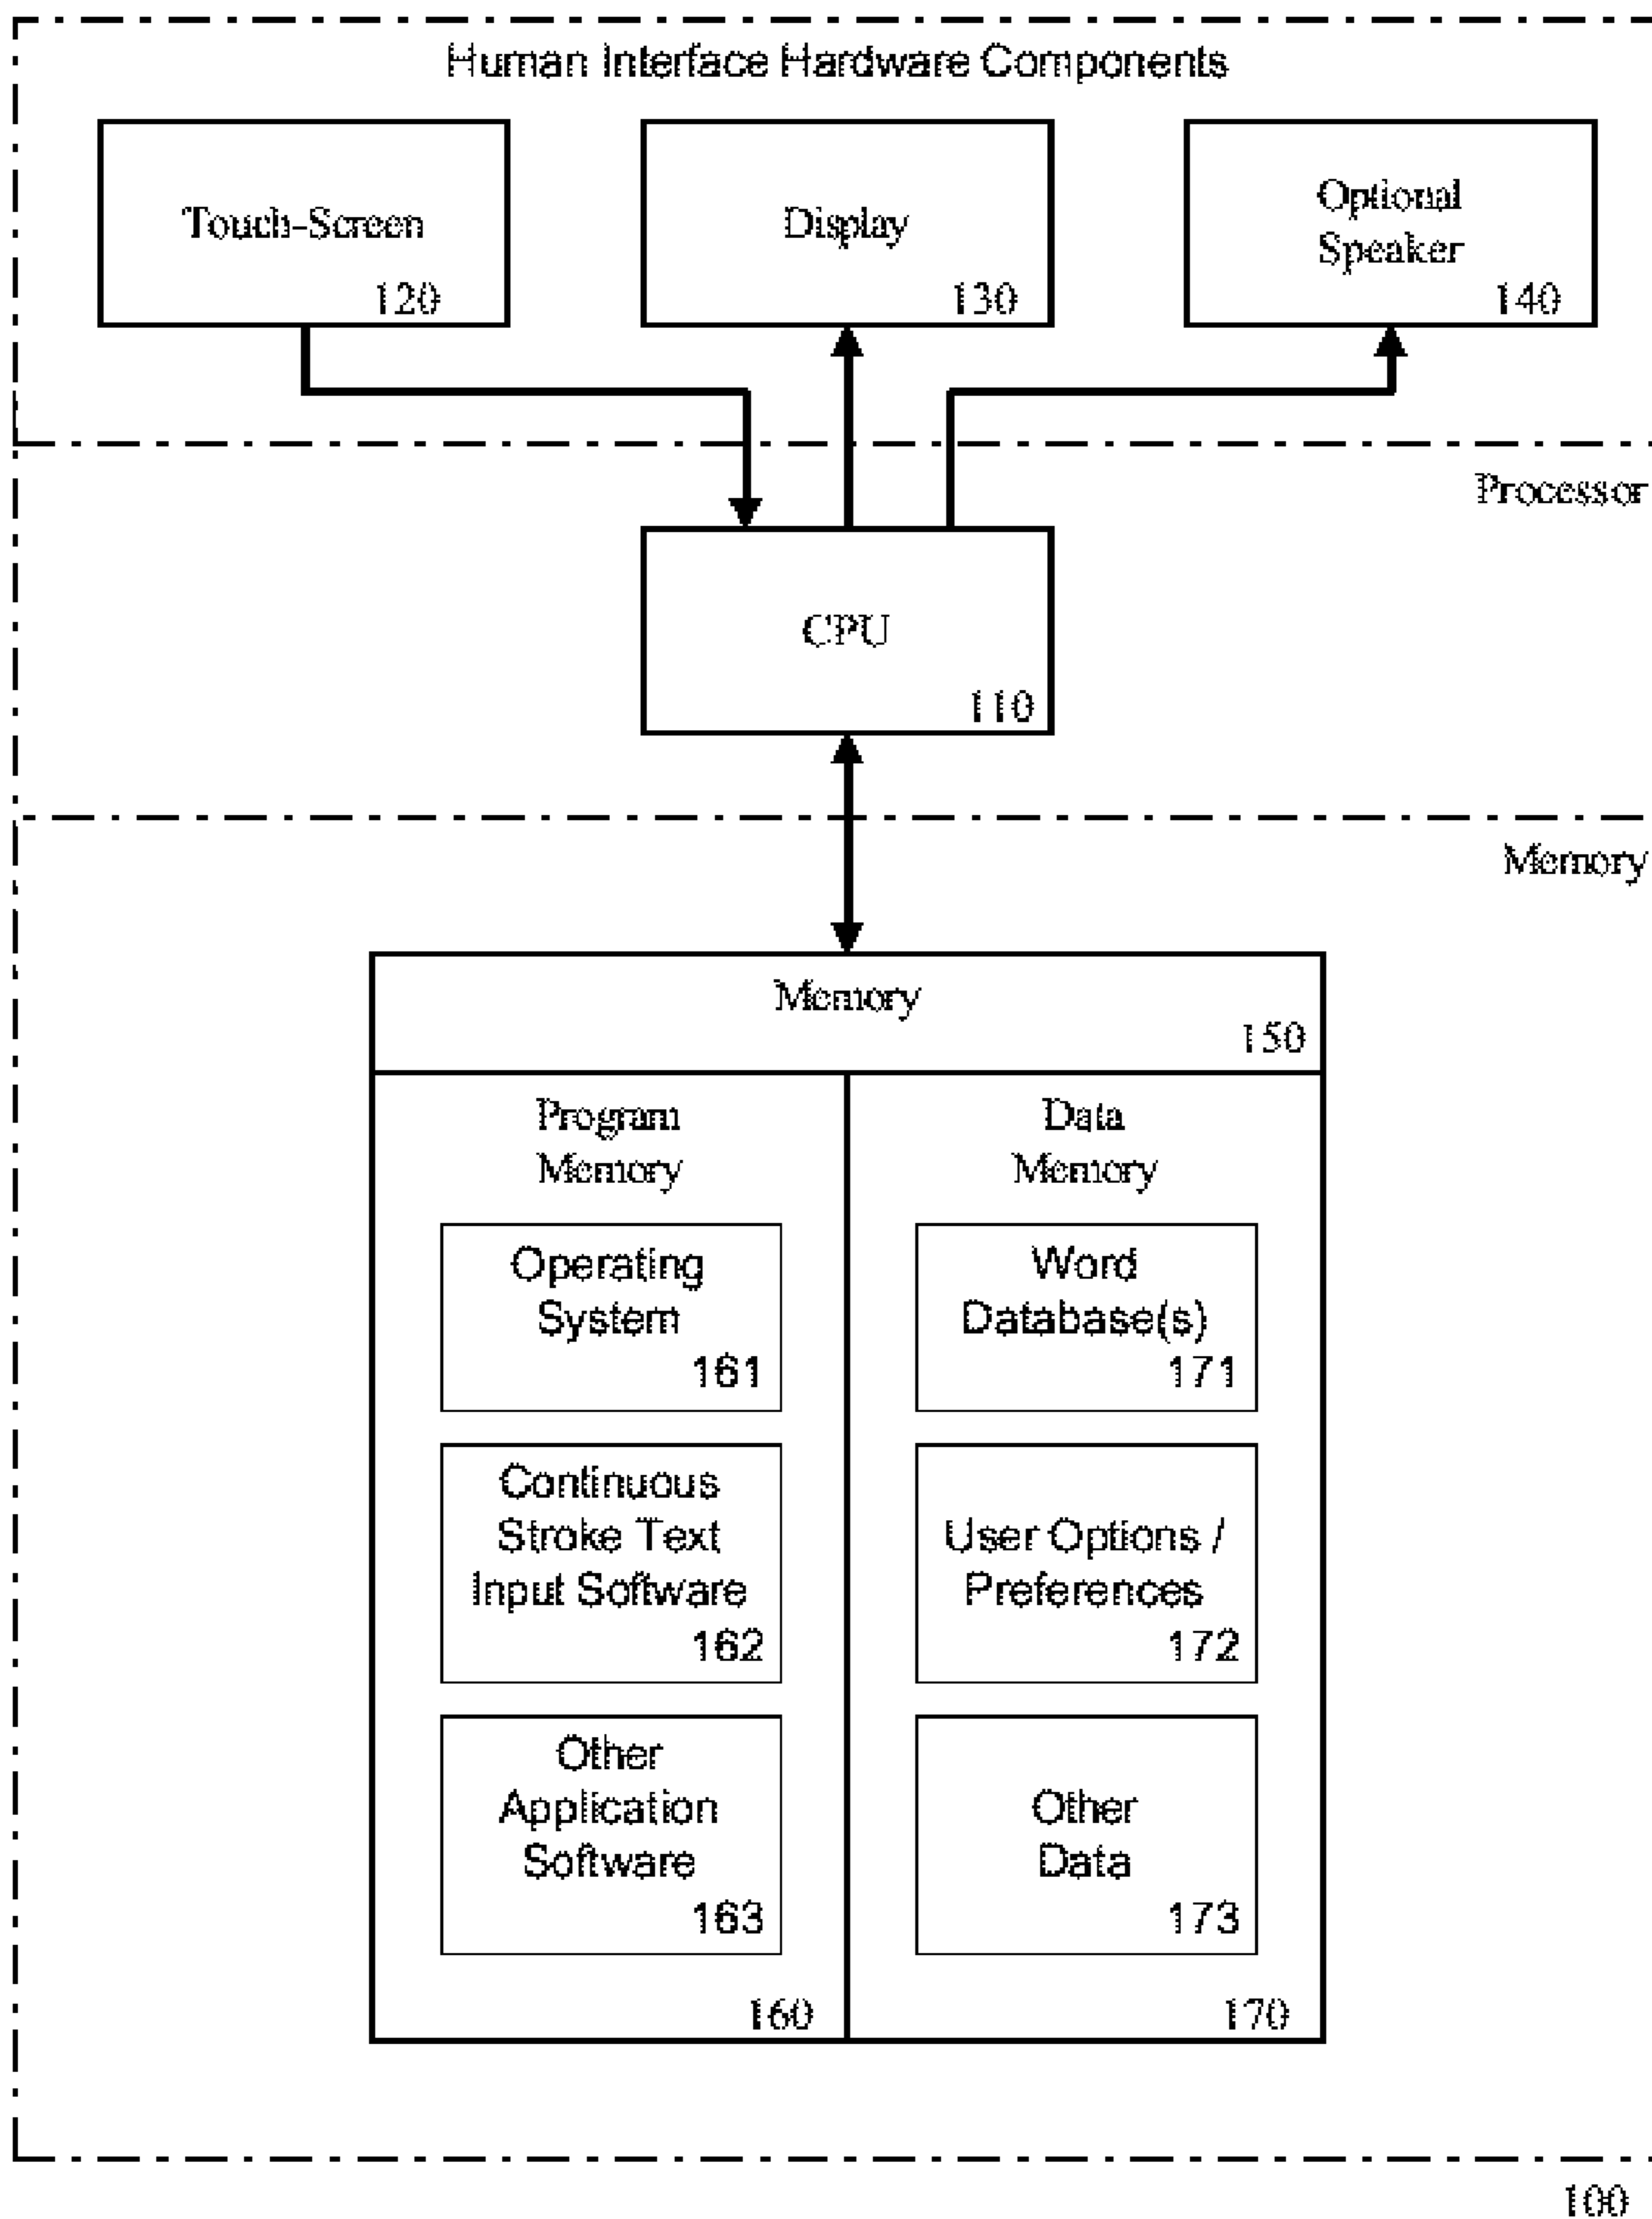 Human Interface Hardware Components
Touch-Screen
120
Display
130
Optional
Speaker
140
Processor
CPU
110
Memory
Memory
150
Program
Memory
Operating
System
161
Continuous
Stroke Text
Input Software
162
Other
Application
Software
163
160
Data
Memory
Word
Database(s)
171
User Options /
Preferences
172
Other
Data
173
170
100